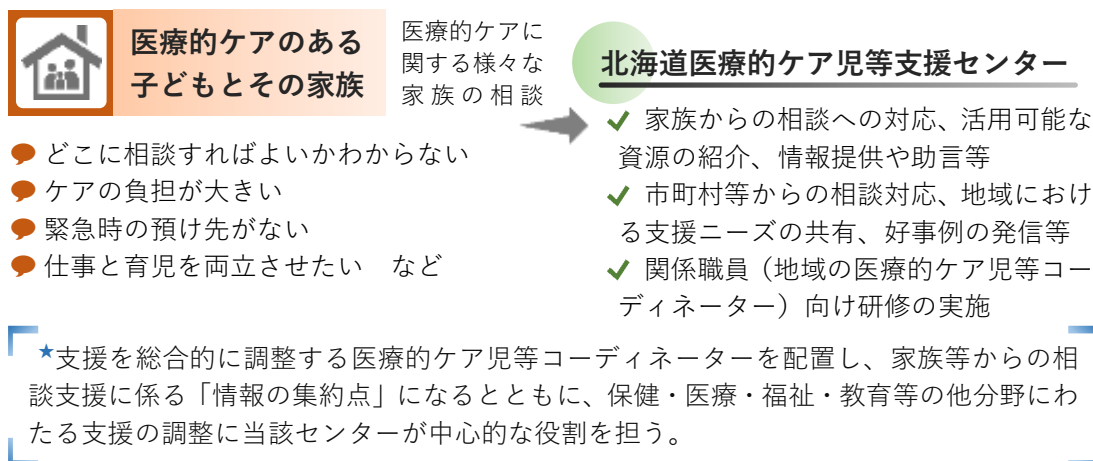 医療的ケアのある
子どもとその家族
医療的ケアに
関する様々な
家族の相談
どこに相談すればよいかわからない
ケアの負担が大きい
緊急時の預け先がない
仕事と育児を両立させたい　など
北海道医療的ケア児等支援センター
✔ 家族からの相談への対応、活用可能な
資源の紹介、情報提供や助言等
✔ 市町村等からの相談対応、地域におけ
る支援ニーズの共有、好事例の発信等
✔ 関係職員（地域の医療的ケア児等コー
ディネーター）向け研修の実施
★支援を総合的に調整する医療的ケア児等コーディネーターを配置し、家族等からの相
談支援に係る「情報の集約点」になるとともに、保健・医療・福祉・教育等の他分野にわ
たる支援の調整に当該センターが中心的な役割を担う。